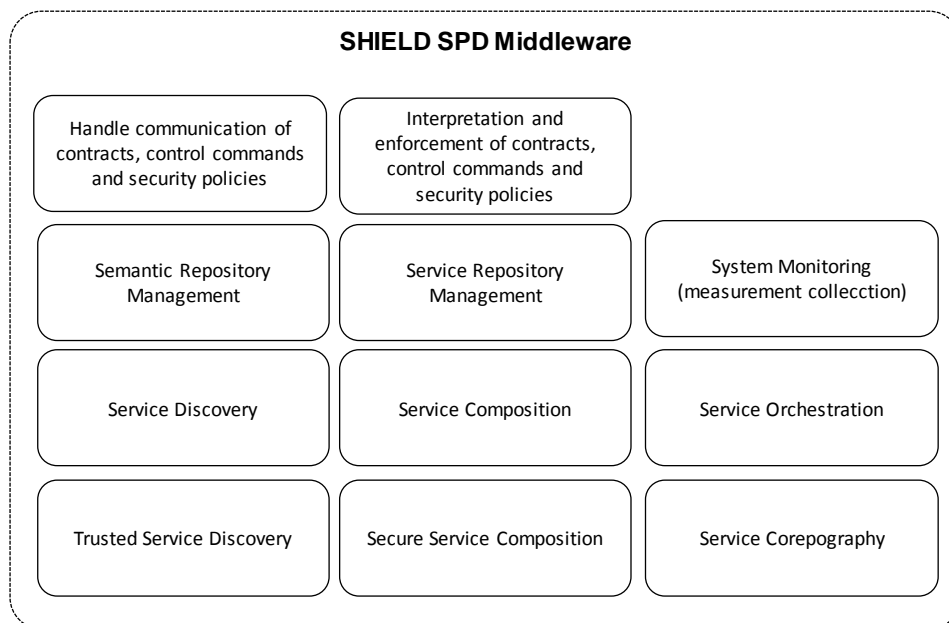 SHIELD SPD Middleware
Handle communication of
contracts, control commands
and security policies
Interpretation and
enforcement of contracts,
control commands and
security policies
Semantic Repository
Management
Service Repository
Management
System Monitoring
(measurement collecction)
Service Discovery
Service Composition
Service Orchestration
Trusted Service Discovery
Secure Service Composition
Service Corepography